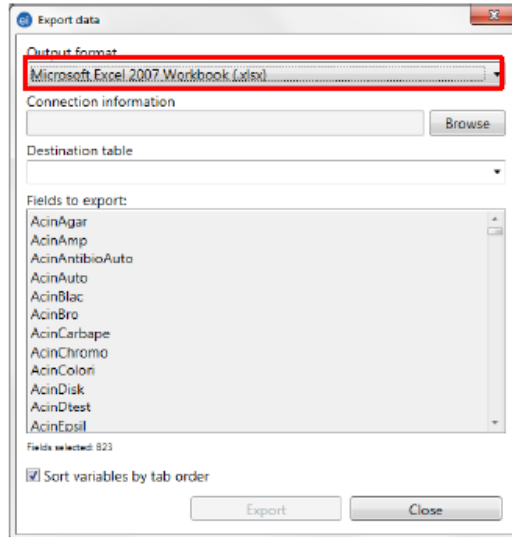 Export data
Output format
Microsoft Excel 2007 Workbook (.xlsx)
Connection information
Browse
Destination table
Fields to export:
AcinAgar
AcinAmp
AcinAntibioAuto
AcinAuto
AcinBlac
AcinBro
AcinCarbape
AcinChromo
AcinColori
AcinDisk
AcinDtest
AcinEpsil
Fields selected: 823
Sort variables by tab order
Export
Close